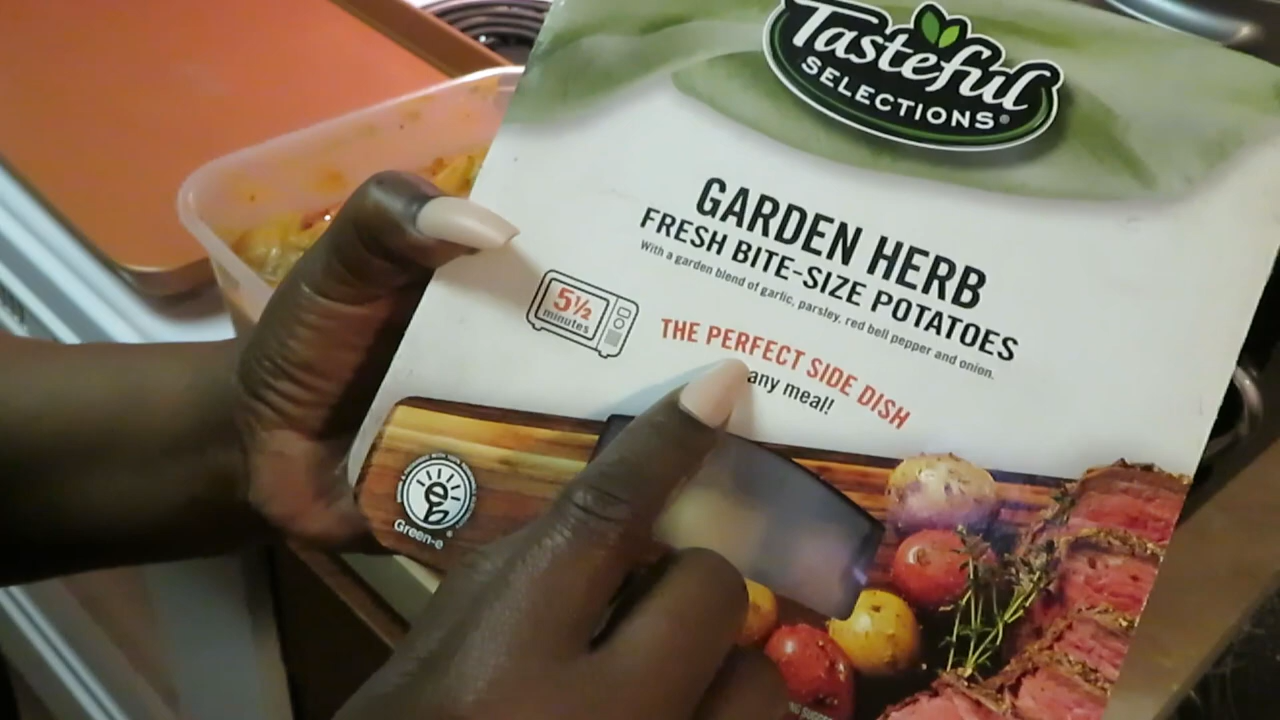 Tasteful
SELECTIONS®
GARDEN HERB
FRESH BITE-SIZE POTATOES
With a garden blend of garlic, parsley, red bell pepper and onion.
5½
minutes
THE PERFECT SIDE DISH
any meal!
Green-e®